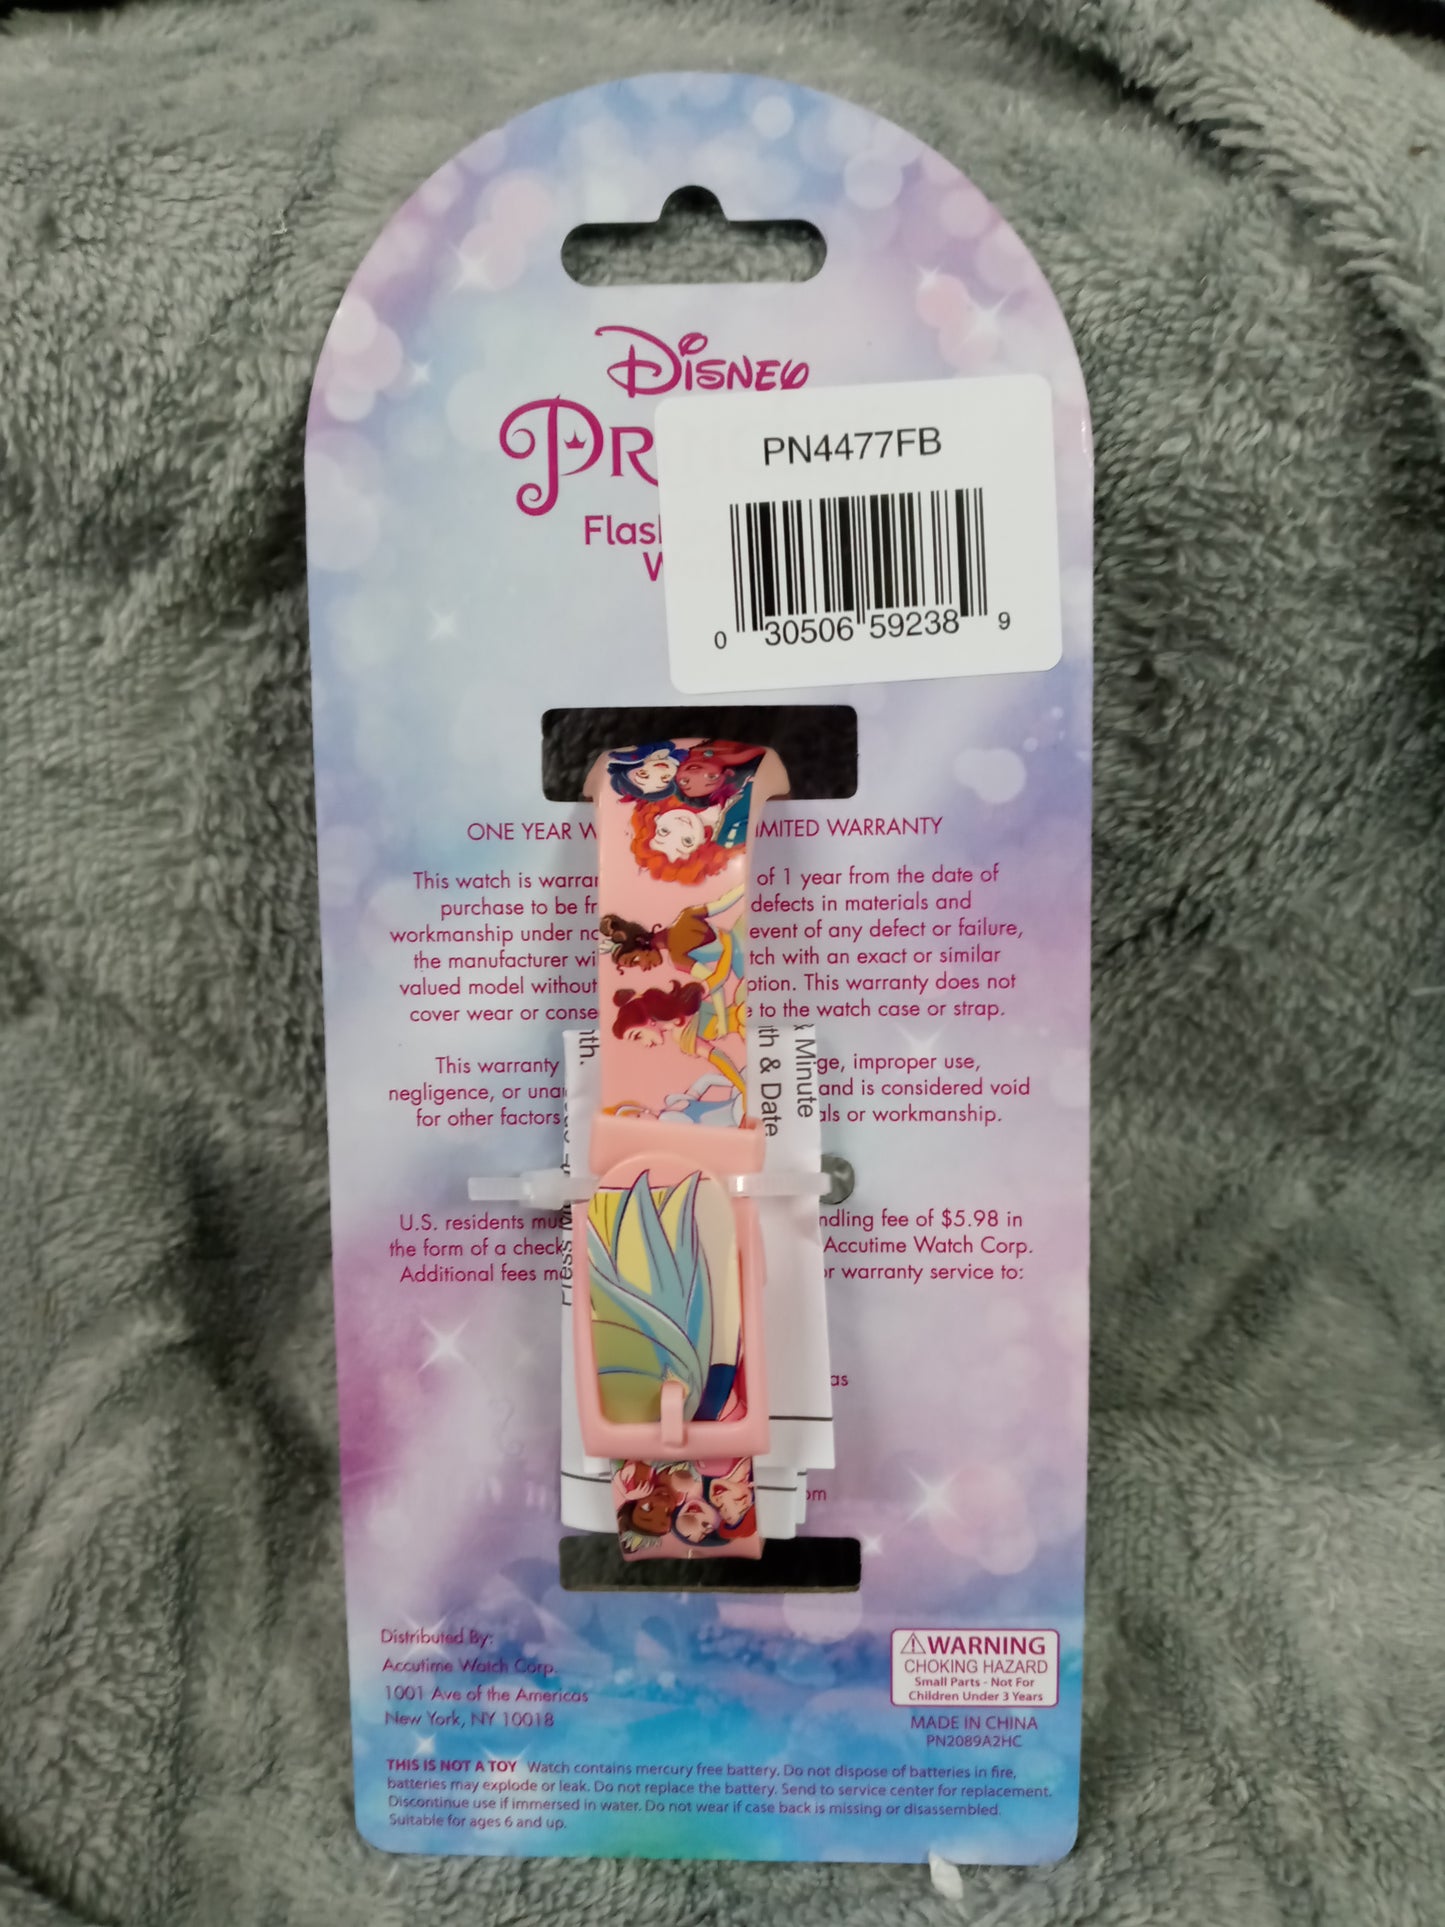 Disney
PR
Flas
PN4477FB
0 30506 59238 9
ONE YEAR W IMITED WARRANTY
This watch is warra of 1 year from the date of
purchase to be fr defects in materials and
workmanship under no event of any defect or failure,
the manufacturer wi tch with an exact or similar
valued model without ption. This warranty does not
cover wear or conse to the watch case or strap.
This warranty ge, improper use,
negligence, or una and is considered void
for other factors als or workmanship.
& Minute
th & Date
nth.
Press M
U.S. residents mu ndling fee of $5.98 in
the form of a check Accutime Watch Corp.
Additional fees m r warranty service to:
as
om
Distributed By:
Accutime Watch Corp.
1001 Ave of the Americas
New York, NY 10018
WARNING
CHOKING HAZARD
Small Parts - Not For
Children Under 3 Years
MADE IN CHINA
PN2089A2HC
THIS IS NOT A TOY Watch contains mercury free battery. Do not dispose of batteries in fire,
batteries may explode or leak. Do not replace the battery. Send to service center for replacement.
Discontinue use if immersed in water. Do not wear if case back is missing or disassembled.
Suitable for ages 6 and up.